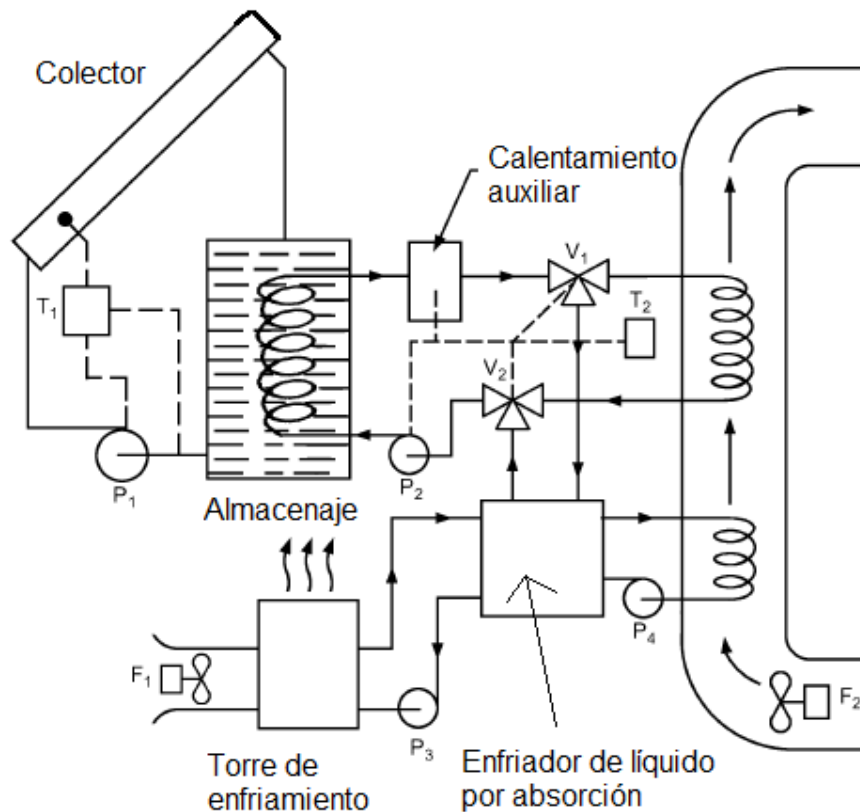 Colector
Calentamiento
auxiliar
V1
T1
T2
V2
P1
P2
Almacenaje
P4
F1
F2
P3
Torre de
enfriamiento
Enfriador de líquido
por absorción